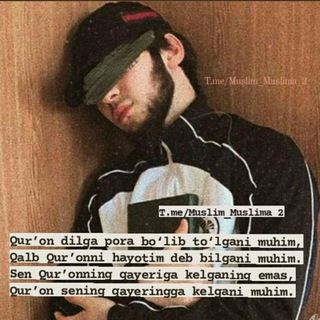 T.me/Muslim_Muslima_2
T.me/Muslim_Muslima 2
Qur’on dilga pora bo‘lib to‘lgani muhim,
Qalb Qur’onni hayotim deb bilgani muhim.
Sen Qur’onning qayeriga kelganing emas,
Qur’on sening qayeringga kelgani muhim.